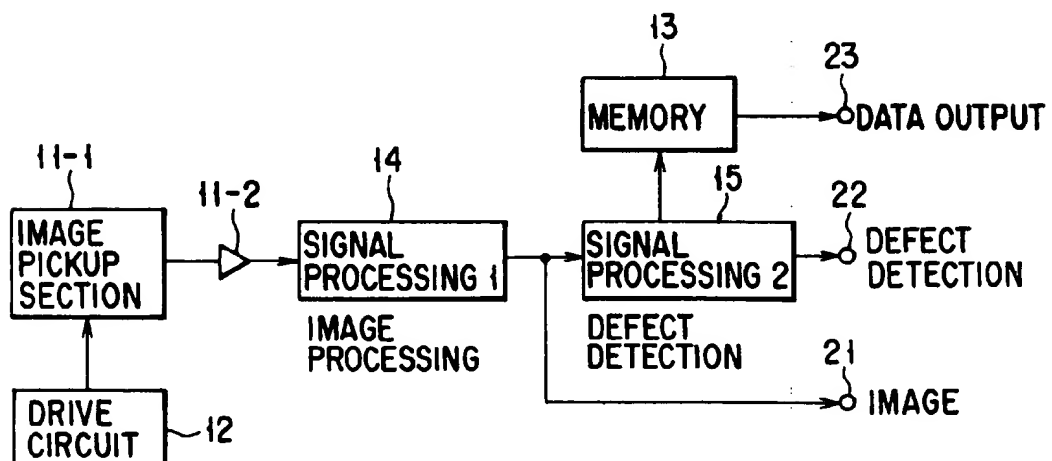 13
23
MEMORY
DATA OUTPUT
11-1
11-2
14
15
22
IMAGE
PICKUP
SECTION
SIGNAL
PROCESSING 1
SIGNAL
PROCESSING 2
DEFECT
DETECTION
IMAGE
PROCESSING
DEFECT
DETECTION
21
IMAGE
DRIVE
CIRCUIT
12